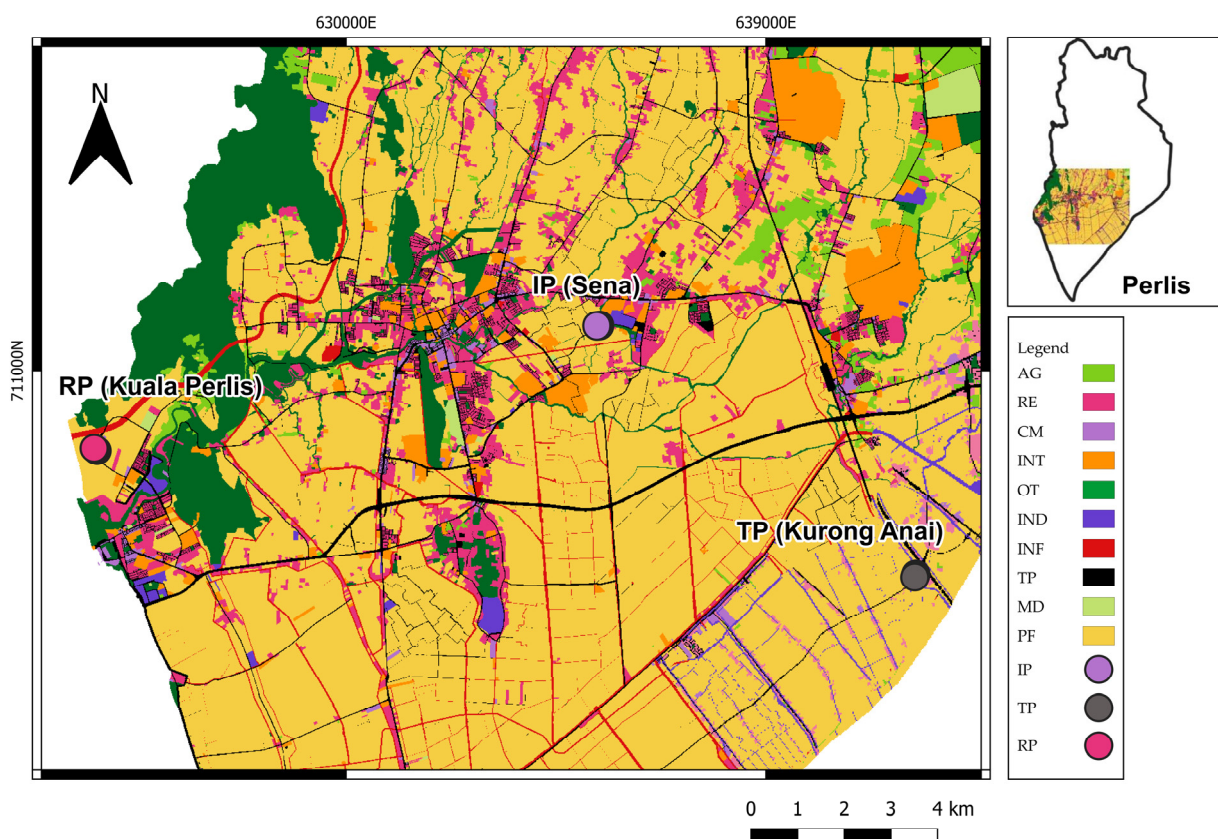 630000E
639000E
N
711000N
IP (Sena)
RP (Kuala Perlis)
TP (Kurong Anai)
Perlis
Legend
AG
RE
CM
INT
OT
IND
INF
TP
MD
PF
IP
TP
RP
0 1 2 3 4 km